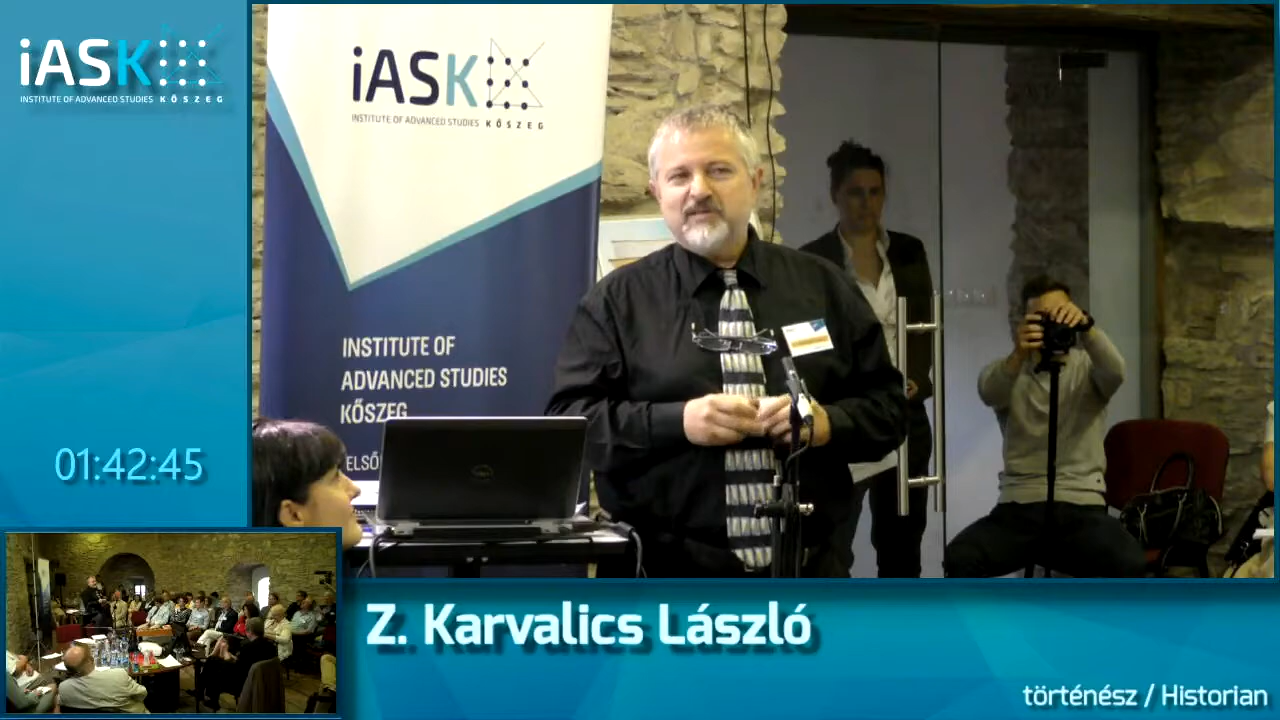 iASK
INSTITUTE OF ADVANCED STUDIES KŐSZEG
iASK
INSTITUTE OF ADVANCED STUDIES KŐSZEG
INSTITUTE OF
ADVANCED STUDIES
KŐSZEG
01:42:45
Z. Karvalics László
történész / Historian